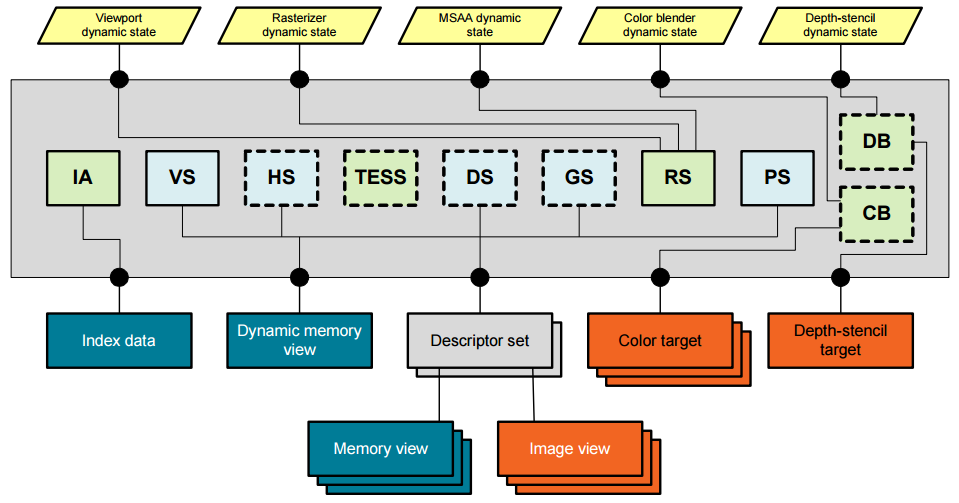 Viewport
dynamic state
Rasterizer
dynamic state
MSAA dynamic
state
Color blender
dynamic state
Depth-stencil
dynamic state
IA
VS
HS
TESS
DS
GS
RS
PS
DB
CB
Index data
Dynamic memory
view
Descriptor set
Color target
Depth-stencil
target
Memory view
Image view